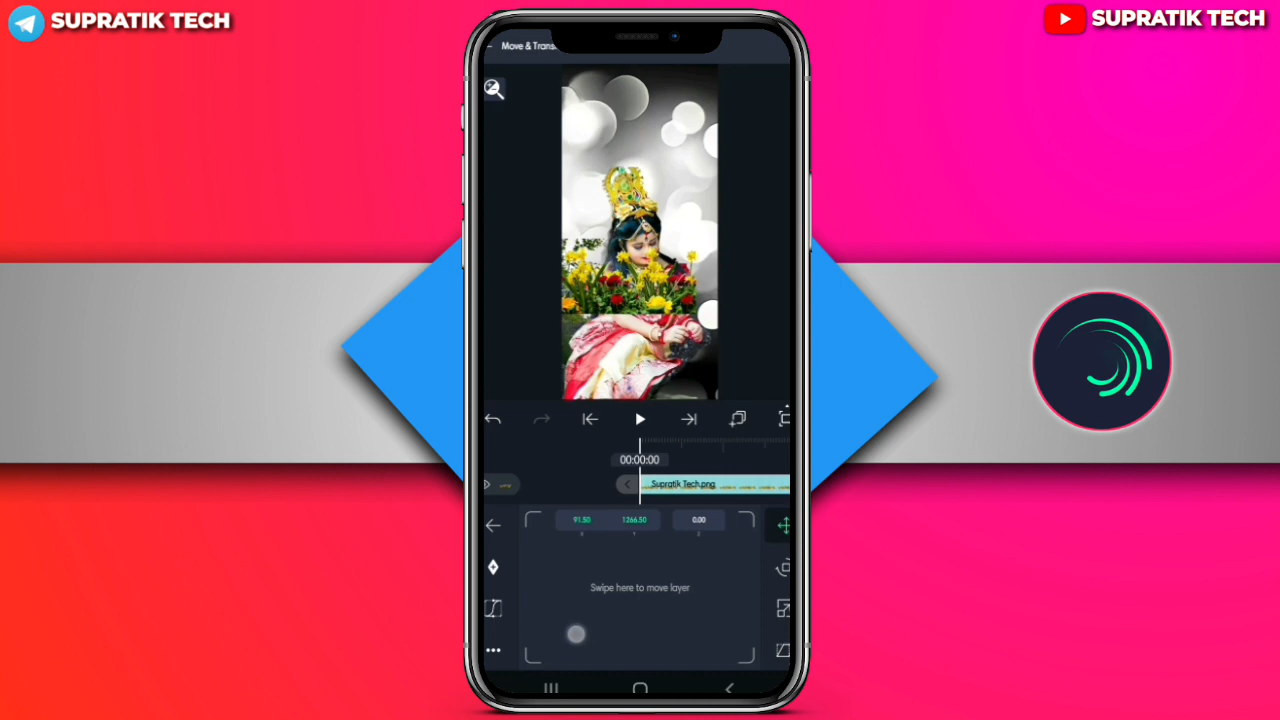 SUPRATIK TECH
SUPRATIK TECH
Move & Trans
00:00:00
Supratik Tech.png
91.50 1266.50 0.00
Swipe here to move layer